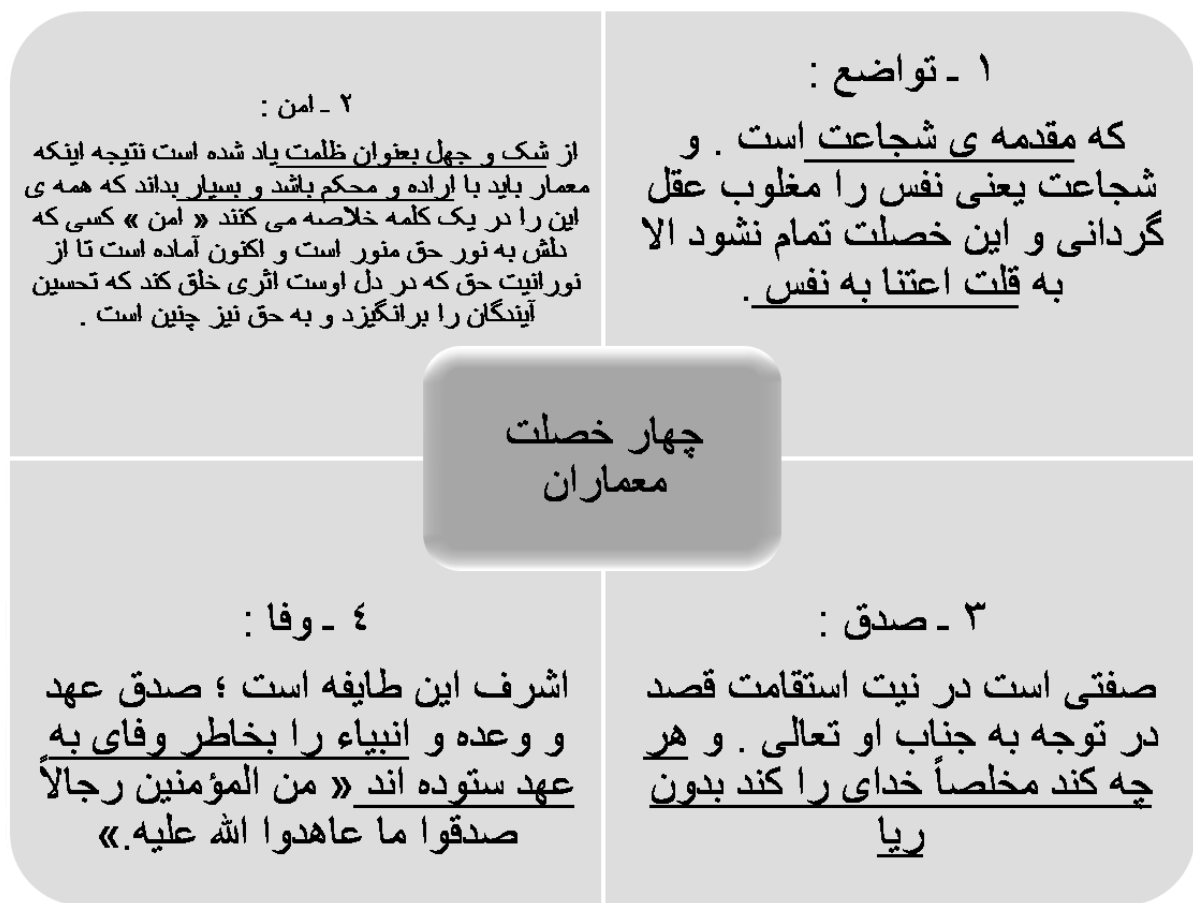 ١ ـ تواضع :
که مقدمه ی شجاعت است . و
شجاعت یعنی نفس را مغلوب عقل
گردانی و این خصلت تمام نشود الا
به قلت اعتنا به نفس .
٢ ـ امن :
از شک و جهل بعنوان ظلمت یاد شده است نتیجه اینکه
معمار باید با اراده و محکم باشد و بسیار بداند که همه ی
این را در یک کلمه خلاصه می کنند « امن » کسی که
دلش به نور حق منور است و اکنون آماده است تا از
نورانیت حق که در دل اوست اثری خلق کند که تحسین
آیندگان را برانگیزد و به حق نیز چنین است .
چهار خصلت
معماران
٣ ـ صدق :
صفتی است در نیت استقامت قصد
در توجه به جناب او تعالی . و هر
چه کند مخلصاً خدای را کند بدون
ریا
٤ ـ وفا :
اشرف این طایفه است ؛ صدق عهد
و وعده و انبیاء را بخاطر وفای به
عهد ستوده اند « من المؤمنین رجالاً
صدقوا ما عاهدوا الله علیه.»